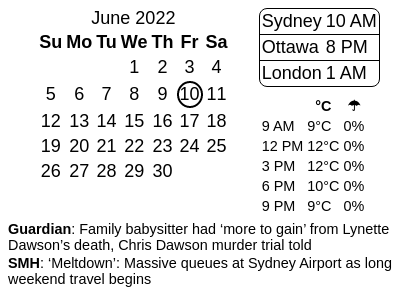 June 2022
Su Mo Tu We Th Fr Sa
1 2 3 4
5 6 7 8 9 10 11
12 13 14 15 16 17 18
19 20 21 22 23 24 25
26 27 28 29 30
Sydney 10 AM
Ottawa 8 PM
London 1 AM
°C ☂
9 AM 9°C 0%
12 PM 12°C 0%
3 PM 12°C 0%
6 PM 10°C 0%
9 PM 9°C 0%
Guardian: Family babysitter had ‘more to gain’ from Lynette
Dawson’s death, Chris Dawson murder trial told
SMH: ‘Meltdown’: Massive queues at Sydney Airport as long
weekend travel begins